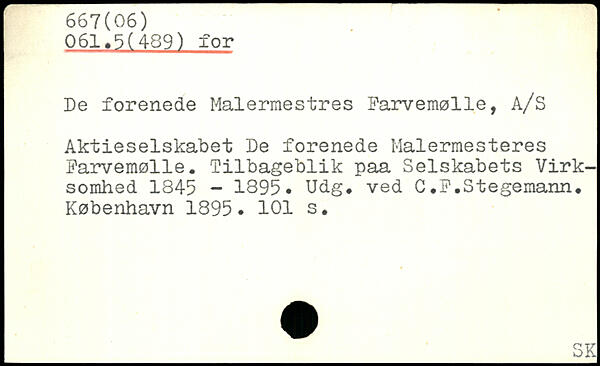 667(06)
061.5(489) for
De forenede Malermestres Farvemølle, A/S
Aktieselskabet De forenede Malermesteres
Farvemølle. Tilbageblik paa Selskabets Virk-
somhed 1845 - 1895. Udg. ved C.F.Stegemann.
København 1895. 101 s.
SK